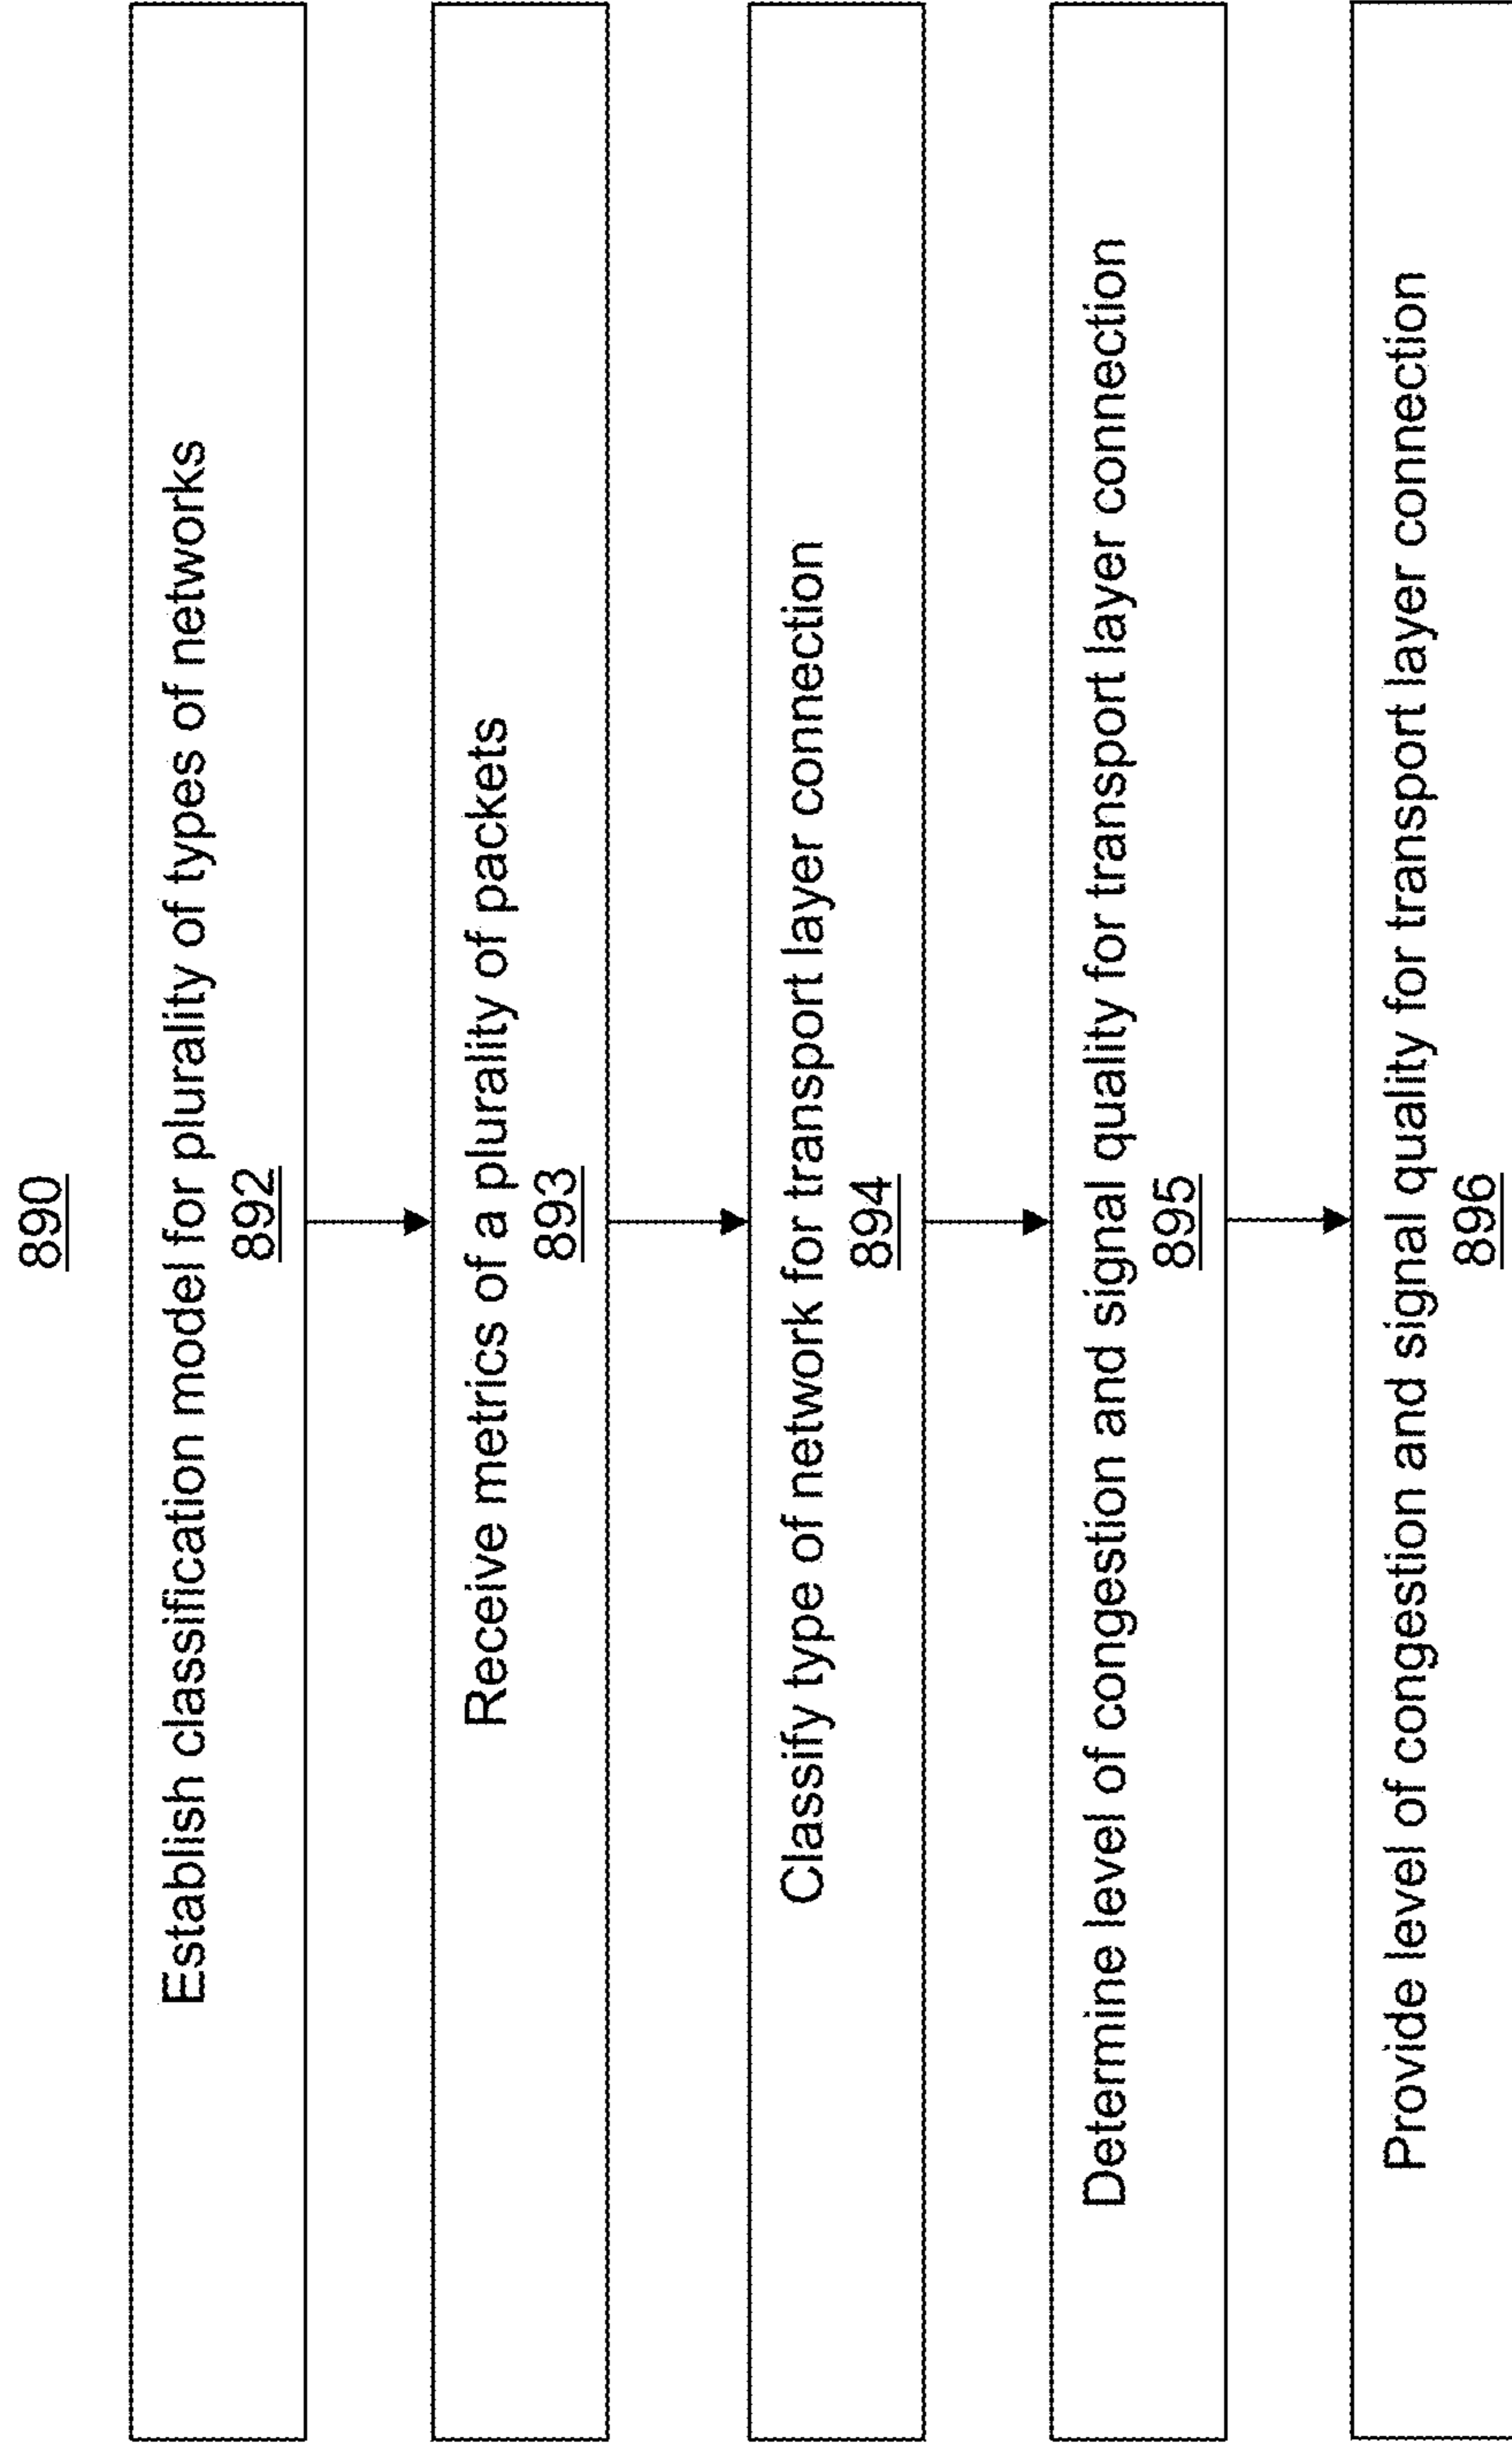 890
Establish classification model for plurality of types of networks
892
Receive metrics of a plurality of packets
893
Classify type of network for transport layer connection
894
Determine level of congestion and signal quality for transport layer connection
895
Provide level of congestion and signal quality for transport layer connection
896